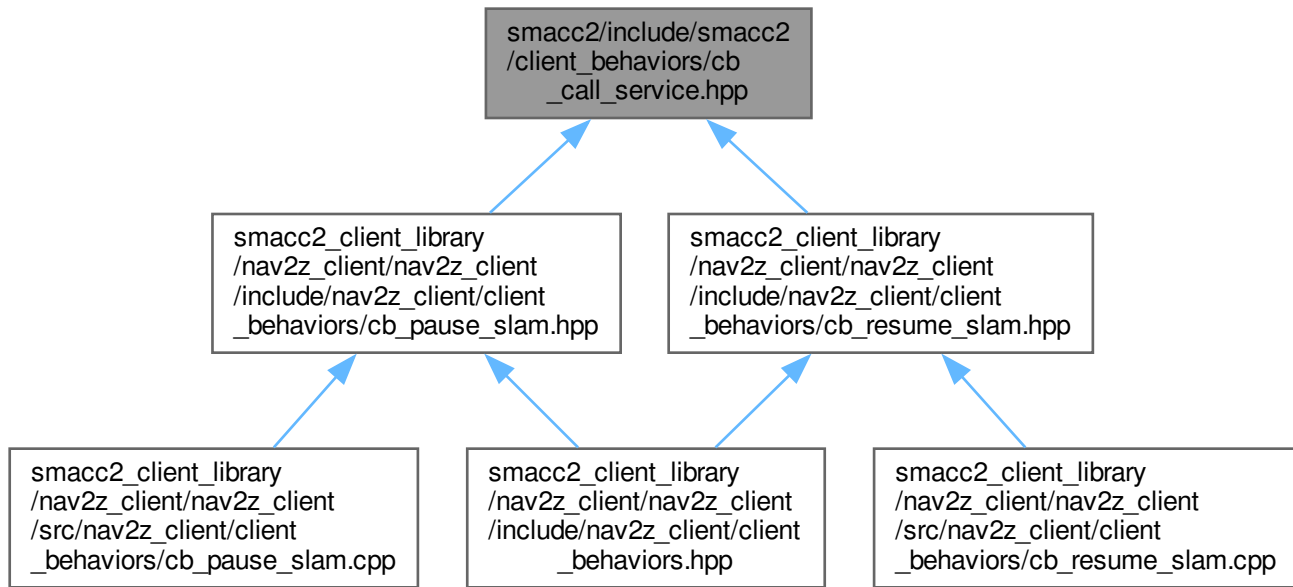 smacc2/include/smacc2
/client_behaviors/cb
_call_service.hpp
smacc2_client_library
/nav2z_client/nav2z_client
/include/nav2z_client/client
_behaviors/cb_pause_slam.hpp
smacc2_client_library
/nav2z_client/nav2z_client
/include/nav2z_client/client
_behaviors/cb_resume_slam.hpp
smacc2_client_library
/nav2z_client/nav2z_client
/src/nav2z_client/client
_behaviors/cb_pause_slam.cpp
smacc2_client_library
/nav2z_client/nav2z_client
/include/nav2z_client/client
_behaviors.hpp
smacc2_client_library
/nav2z_client/nav2z_client
/src/nav2z_client/client
_behaviors/cb_resume_slam.cpp